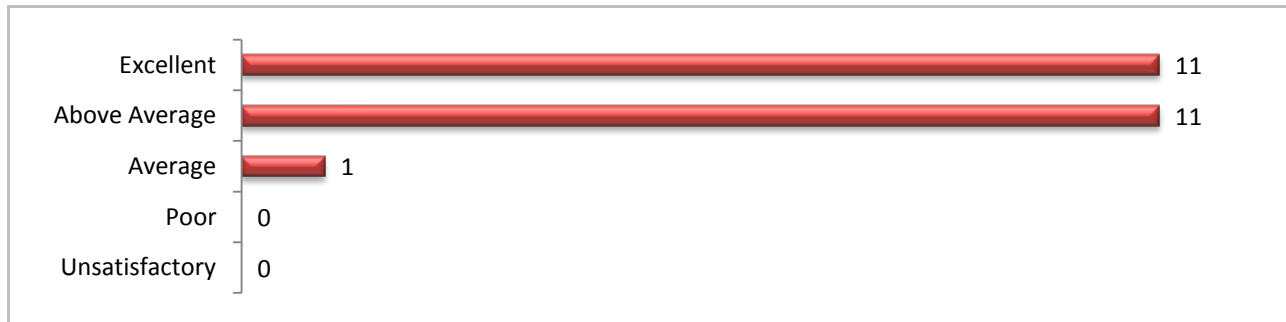 Excellent 11
Above Average 11
Average 1
Poor 0
Unsatisfactory 0